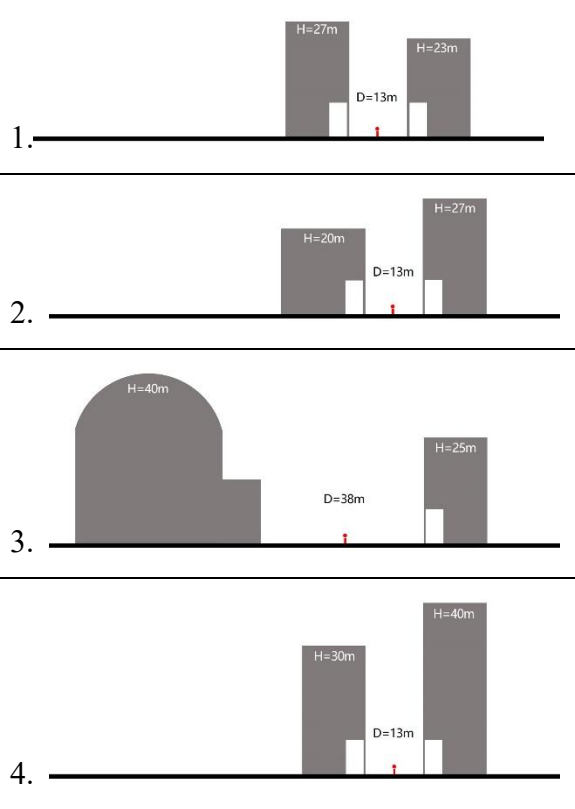 H=27m
H=23m
D=13m
1.
H=27m
H=20m
D=13m
2.
H=40m
H=25m
D=38m
3.
H=40m
H=30m
D=13m
4.